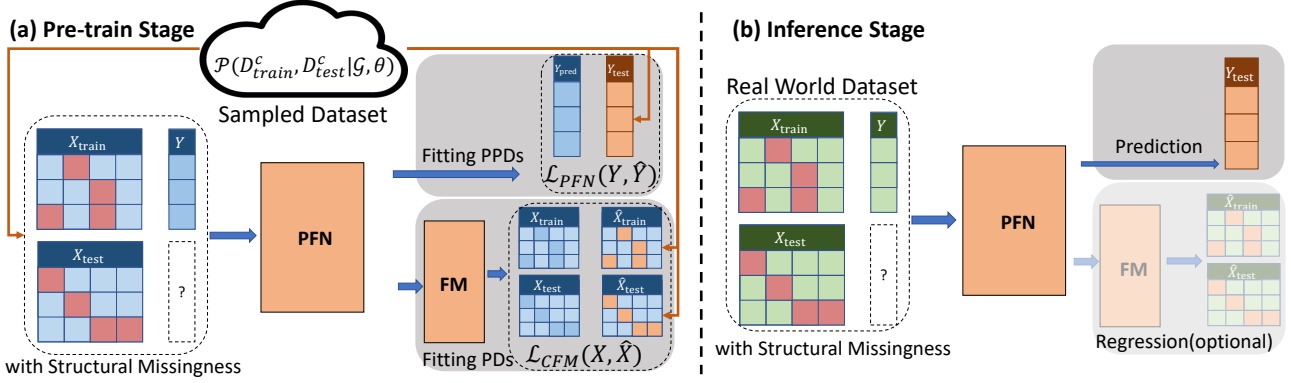 (a) Pre-train Stage
𝒫(D^c_train, D^c_test|𝒢, θ)
Sampled Dataset
X_train
Y
X_test
?
with Structural Missingness
PFN
Fitting PPDs
Y_pred
Y_test
ℒ_PFN(Y, Ŷ)
FM
Fitting PDs
X_train
X̂_train
X_test
X̂_test
ℒ_CFM(X, X̂)
(b) Inference Stage
Real World Dataset
X_train
Y
X_test
?
with Structural Missingness
PFN
Prediction
Y_test
FM
X̂_train
X̂_test
Regression(optional)